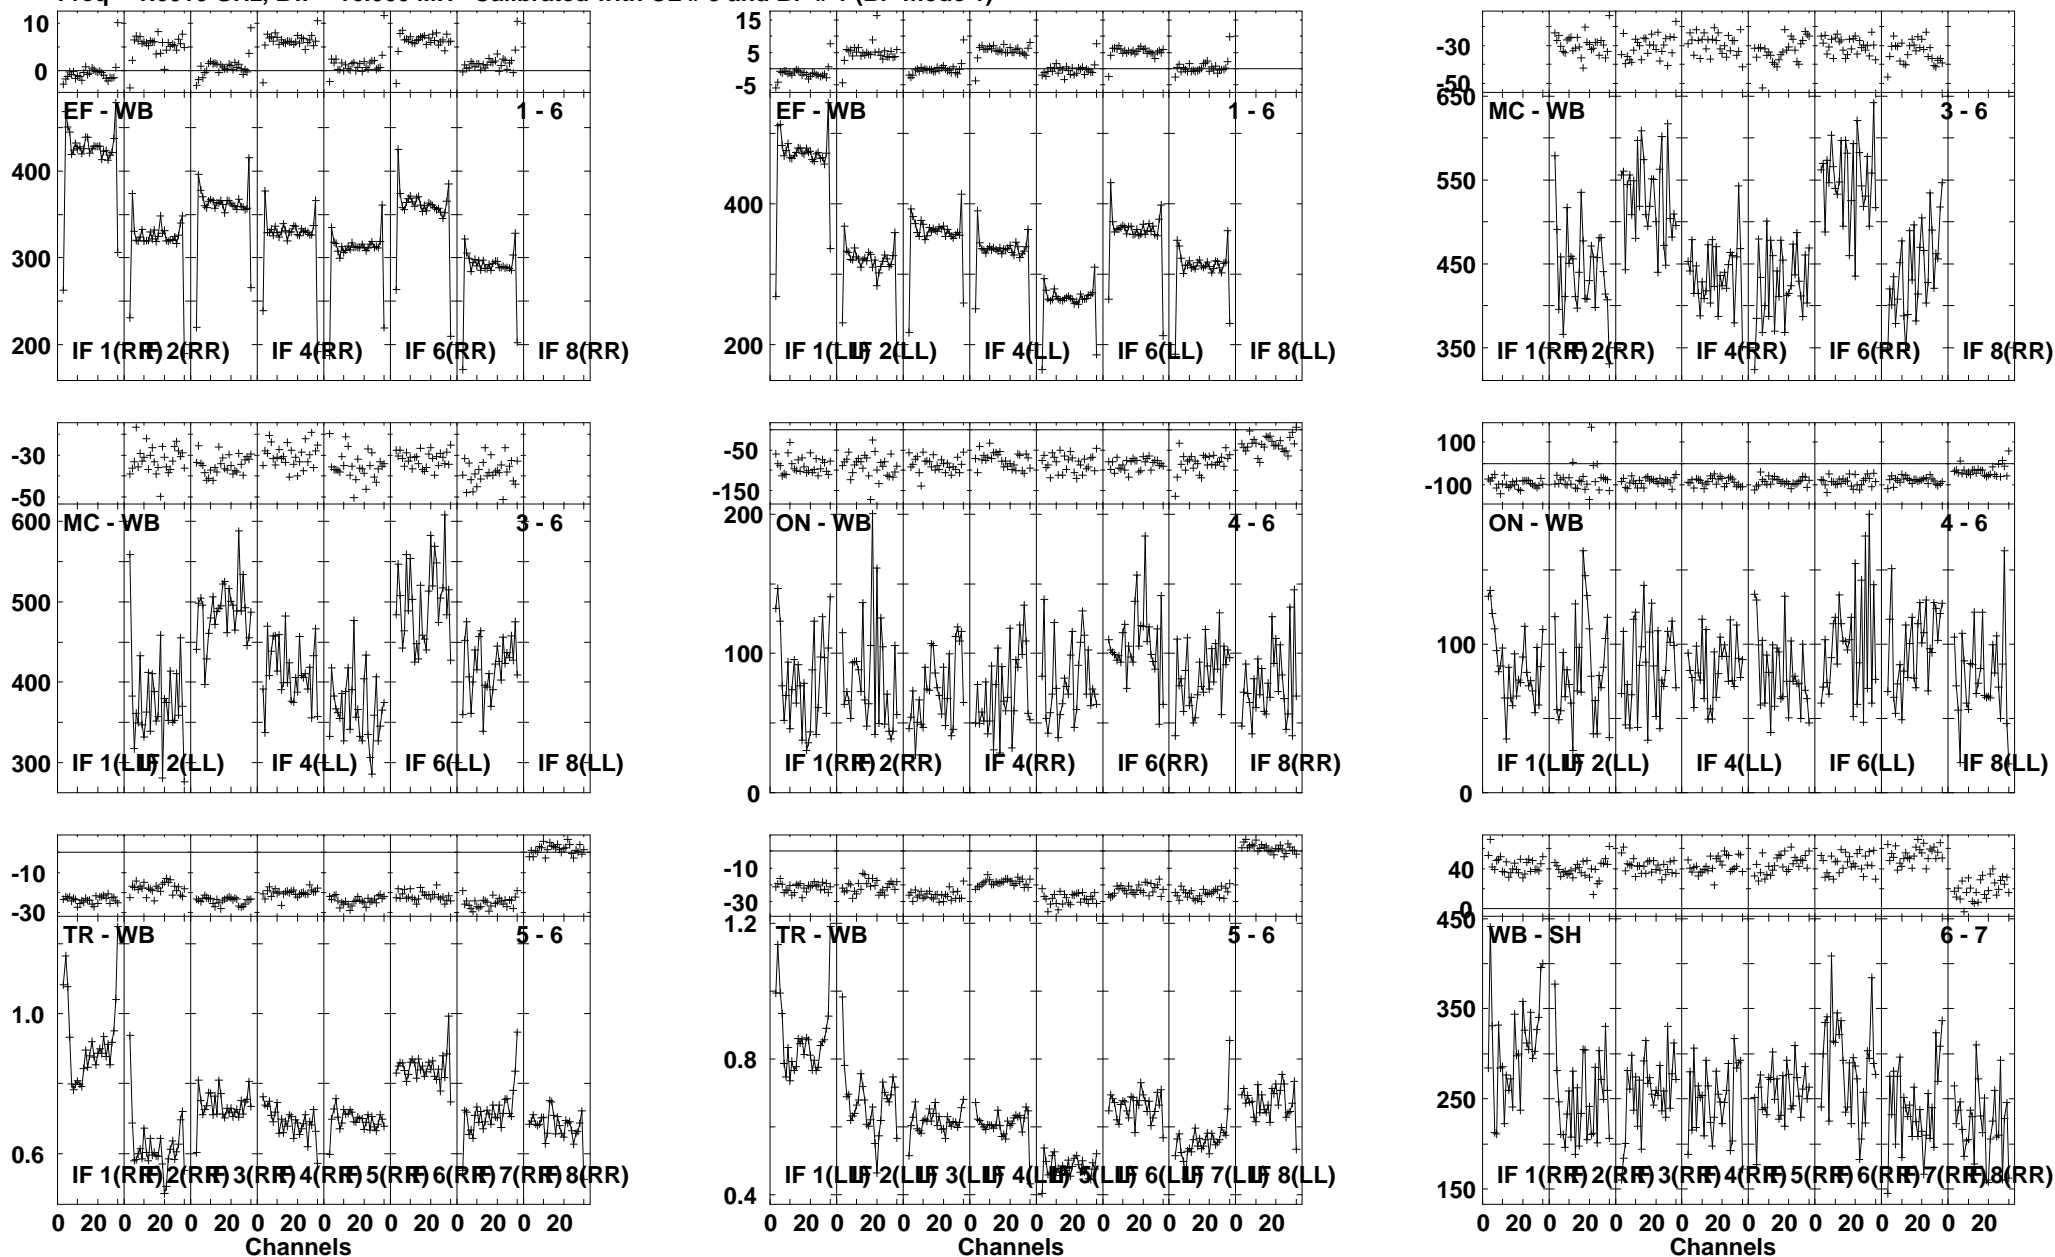 10
0
EF - WB
1 - 6
400
300
200
IF 1(RR)
IF 2(RR)
IF 4(RR)
IF 6(RR)
IF 8(RR)
15
5
-5
EF - WB
1 - 6
400
200
IF 1(LL)
IF 2(LL)
IF 4(LL)
IF 6(LL)
IF 8(LL)
-30
-50
MC - WB
3 - 6
650
550
450
350
IF 1(RR)
IF 2(RR)
IF 4(RR)
IF 6(RR)
IF 8(RR)
-30
-50
MC - WB
3 - 6
600
500
400
300
IF 1(LL)
IF 2(LL)
IF 4(LL)
IF 6(LL)
IF 8(LL)
-50
-150
ON - WB
4 - 6
200
100
0
IF 1(RR)
IF 2(RR)
IF 4(RR)
IF 6(RR)
IF 8(RR)
100
-100
ON - WB
4 - 6
100
0
IF 1(LL)
IF 2(LL)
IF 4(LL)
IF 6(LL)
IF 8(LL)
-10
-30
TR - WB
5 - 6
1.0
0.6
IF 1(RR)
IF 2(RR)
IF 3(RR)
IF 4(RR)
IF 5(RR)
IF 6(RR)
IF 7(RR)
IF 8(RR)
0 20 0 20 0 20 0 20 0 20 0 20 0 20 0 20
Channels
-10
-30
TR - WB
5 - 6
1.2
0.8
0.4
IF 1(LL)
IF 2(LL)
IF 3(LL)
IF 4(LL)
IF 5(LL)
IF 6(LL)
IF 7(LL)
IF 8(LL)
0 20 0 20 0 20 0 20 0 20 0 20 0 20 0 20
Channels
40
0
WB - SH
6 - 7
450
350
250
150
IF 1(RR)
IF 2(RR)
IF 3(RR)
IF 4(RR)
IF 5(RR)
IF 6(RR)
IF 7(RR)
IF 8(RR)
0 20 0 20 0 20 0 20 0 20 0 20 0 20 0 20
Channels